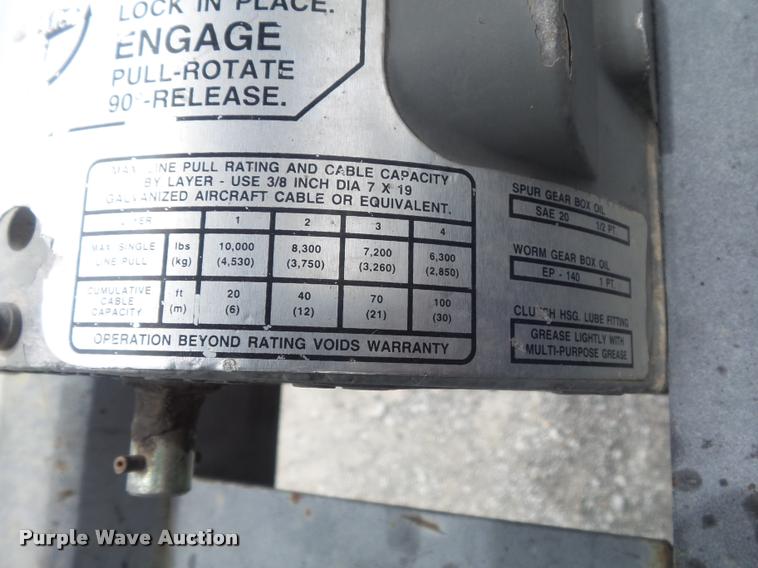 LOCK IN PLACE.
ENGAGE
PULL-ROTATE
90°-RELEASE.
MAX LINE PULL RATING AND CABLE CAPACITY
BY LAYER - USE 3/8 INCH DIA 7 X 19
GALVANIZED AIRCRAFT CABLE OR EQUIVALENT.
LAYER 1 2 3 4
MAX. SINGLE LINE PULL lbs (kg) 10,000 (4,530) 8,300 (3,750) 7,200 (3,260) 6,300 (2,850)
CUMULATIVE CABLE CAPACITY ft (m) 20 (6) 40 (12) 70 (21) 100 (30)
OPERATION BEYOND RATING VOIDS WARRANTY
SPUR GEAR BOX OIL
SAE 20 1/2 PT.
WORM GEAR BOX OIL
EP - 140 1 PT.
CLUTCH HSG. LUBE FITTING
GREASE LIGHTLY WITH
MULTI-PURPOSE GREASE
Purple Wave Auction